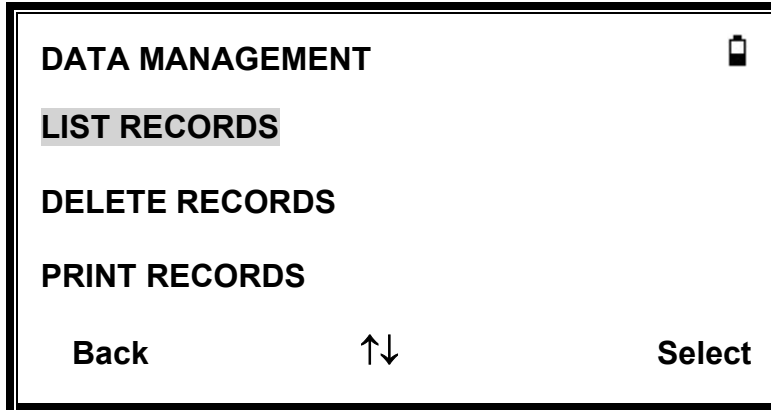 DATA MANAGEMENT
LIST RECORDS
DELETE RECORDS
PRINT RECORDS
Back ↑↓ Select